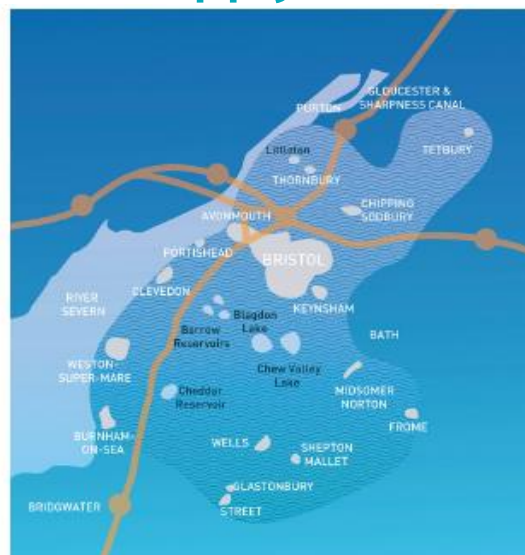 PURTON
GLOUCESTER &
SHARPNESS CANAL
TETBURY
Littleton
THORNBURY
CHIPPING
SODBURY
AVONMOUTH
PORTISHEAD
BRISTOL
CLEVEDON
KEYNSHAM
RIVER
SEVERN
Blagdon
Lake
Barrow
Reservoirs
BATH
WESTON-
SUPER-MARE
Chew Valley
Lake
Cheddar
Reservoir
MIDSOMER
NORTON
FROME
BURNHAM-
ON-SEA
WELLS
SHEPTON
MALLET
GLASTONBURY
STREET
BRIDGWATER